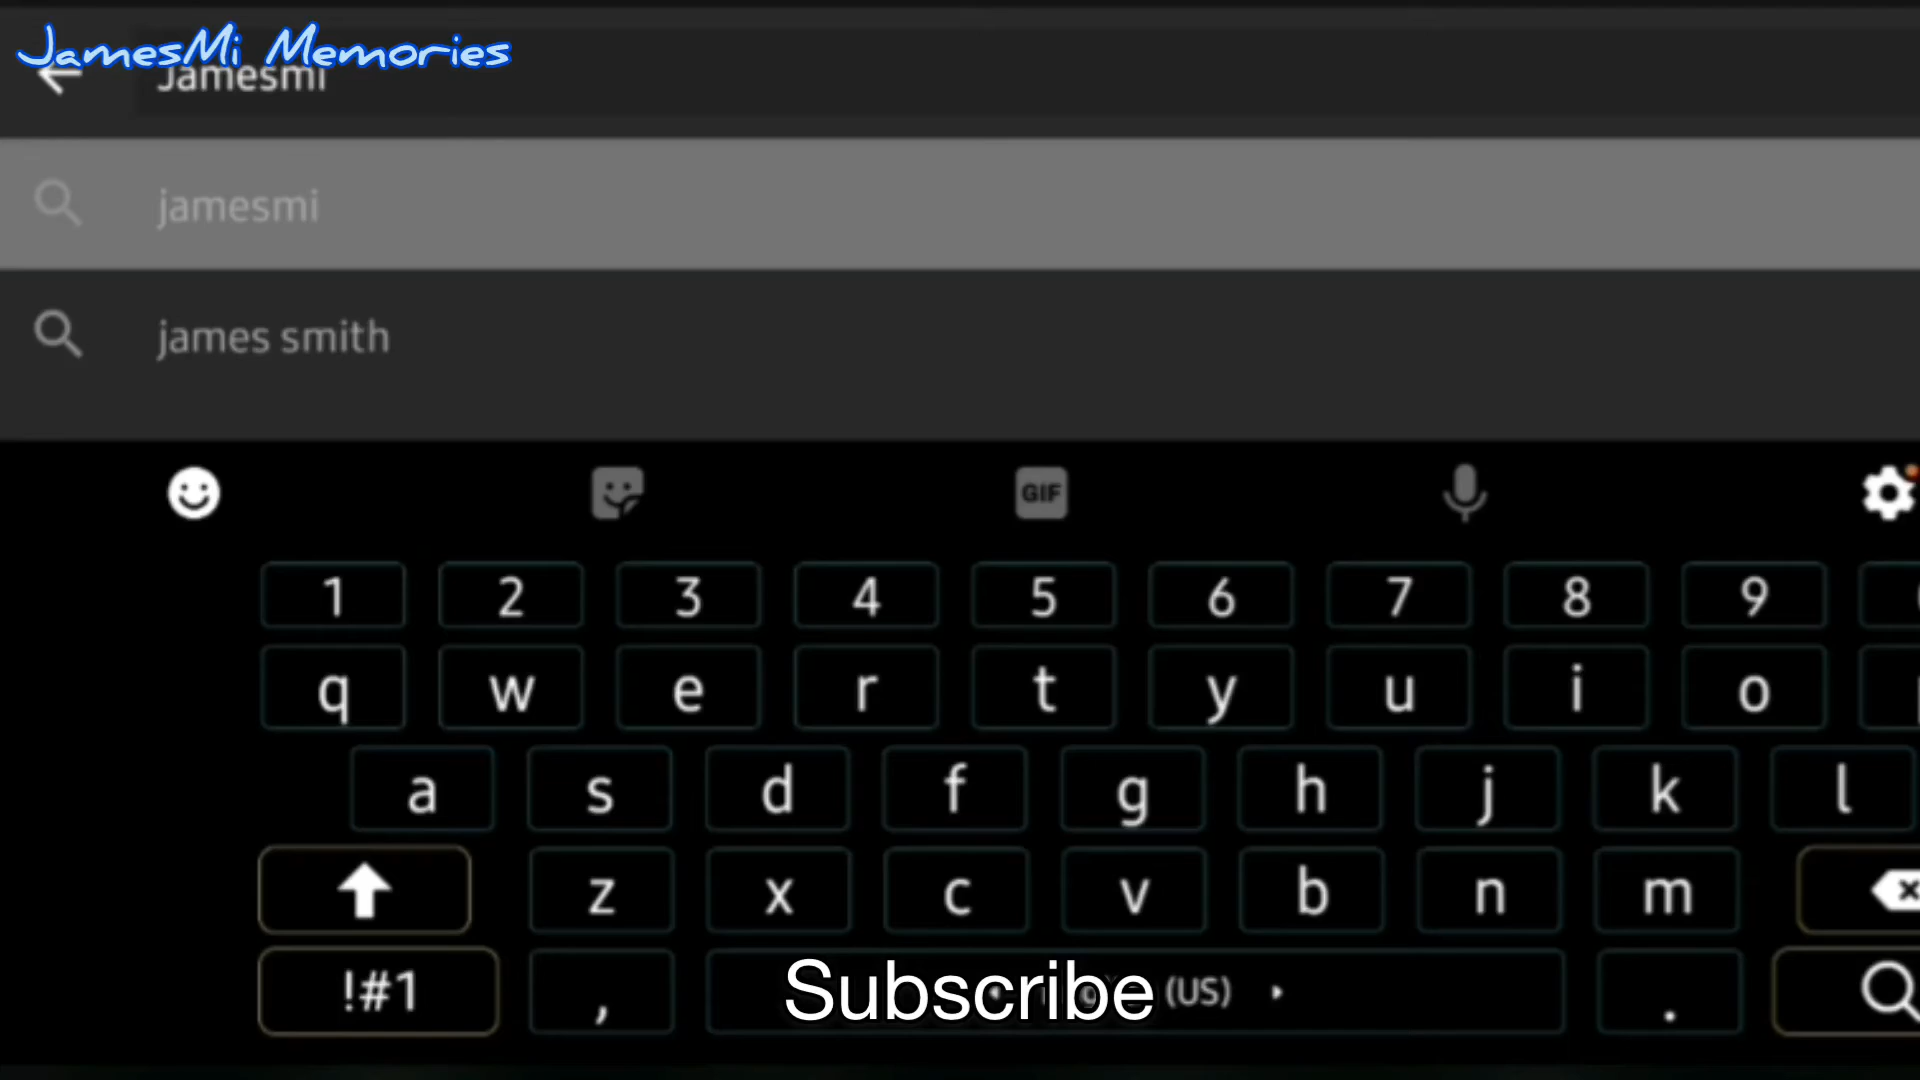 JamesMi Memories
Jamesmi
jamesmi
james smith
GIF
1 2 3 4 5 6 7 8 9
q w e r t y u i o
a s d f g h j k l
z x c v b n m
!#1 , (US) .
Subscribe